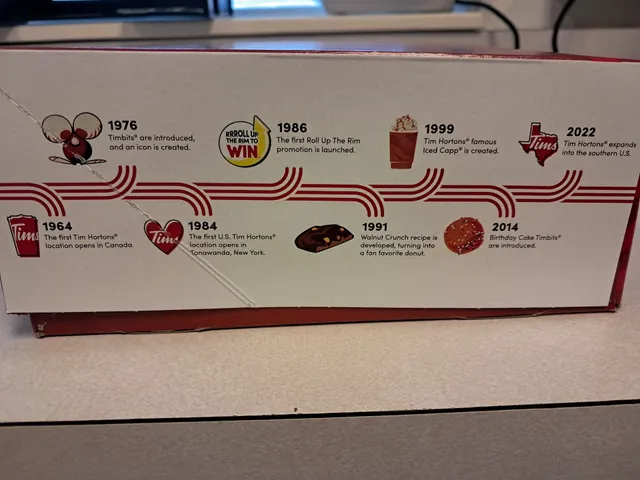 1976
Timbits® are introduced,
and an icon is created.
RRROLL UP
THE RIM TO
WIN
1986
The first Roll Up The Rim
promotion is launched.
1999
Tim Hortons® famous
Iced Capp® is created.
Tims
2022
Tim Hortons® expands
into the southern U.S.
Tims
1964
The first Tim Hortons®
location opens in Canada.
Tims
1984
The first U.S. Tim Hortons®
location opens in
Tonawanda, New York.
1991
Walnut Crunch recipe is
developed, turning into
a fan favorite donut.
2014
Birthday Cake Timbits®
are introduced.